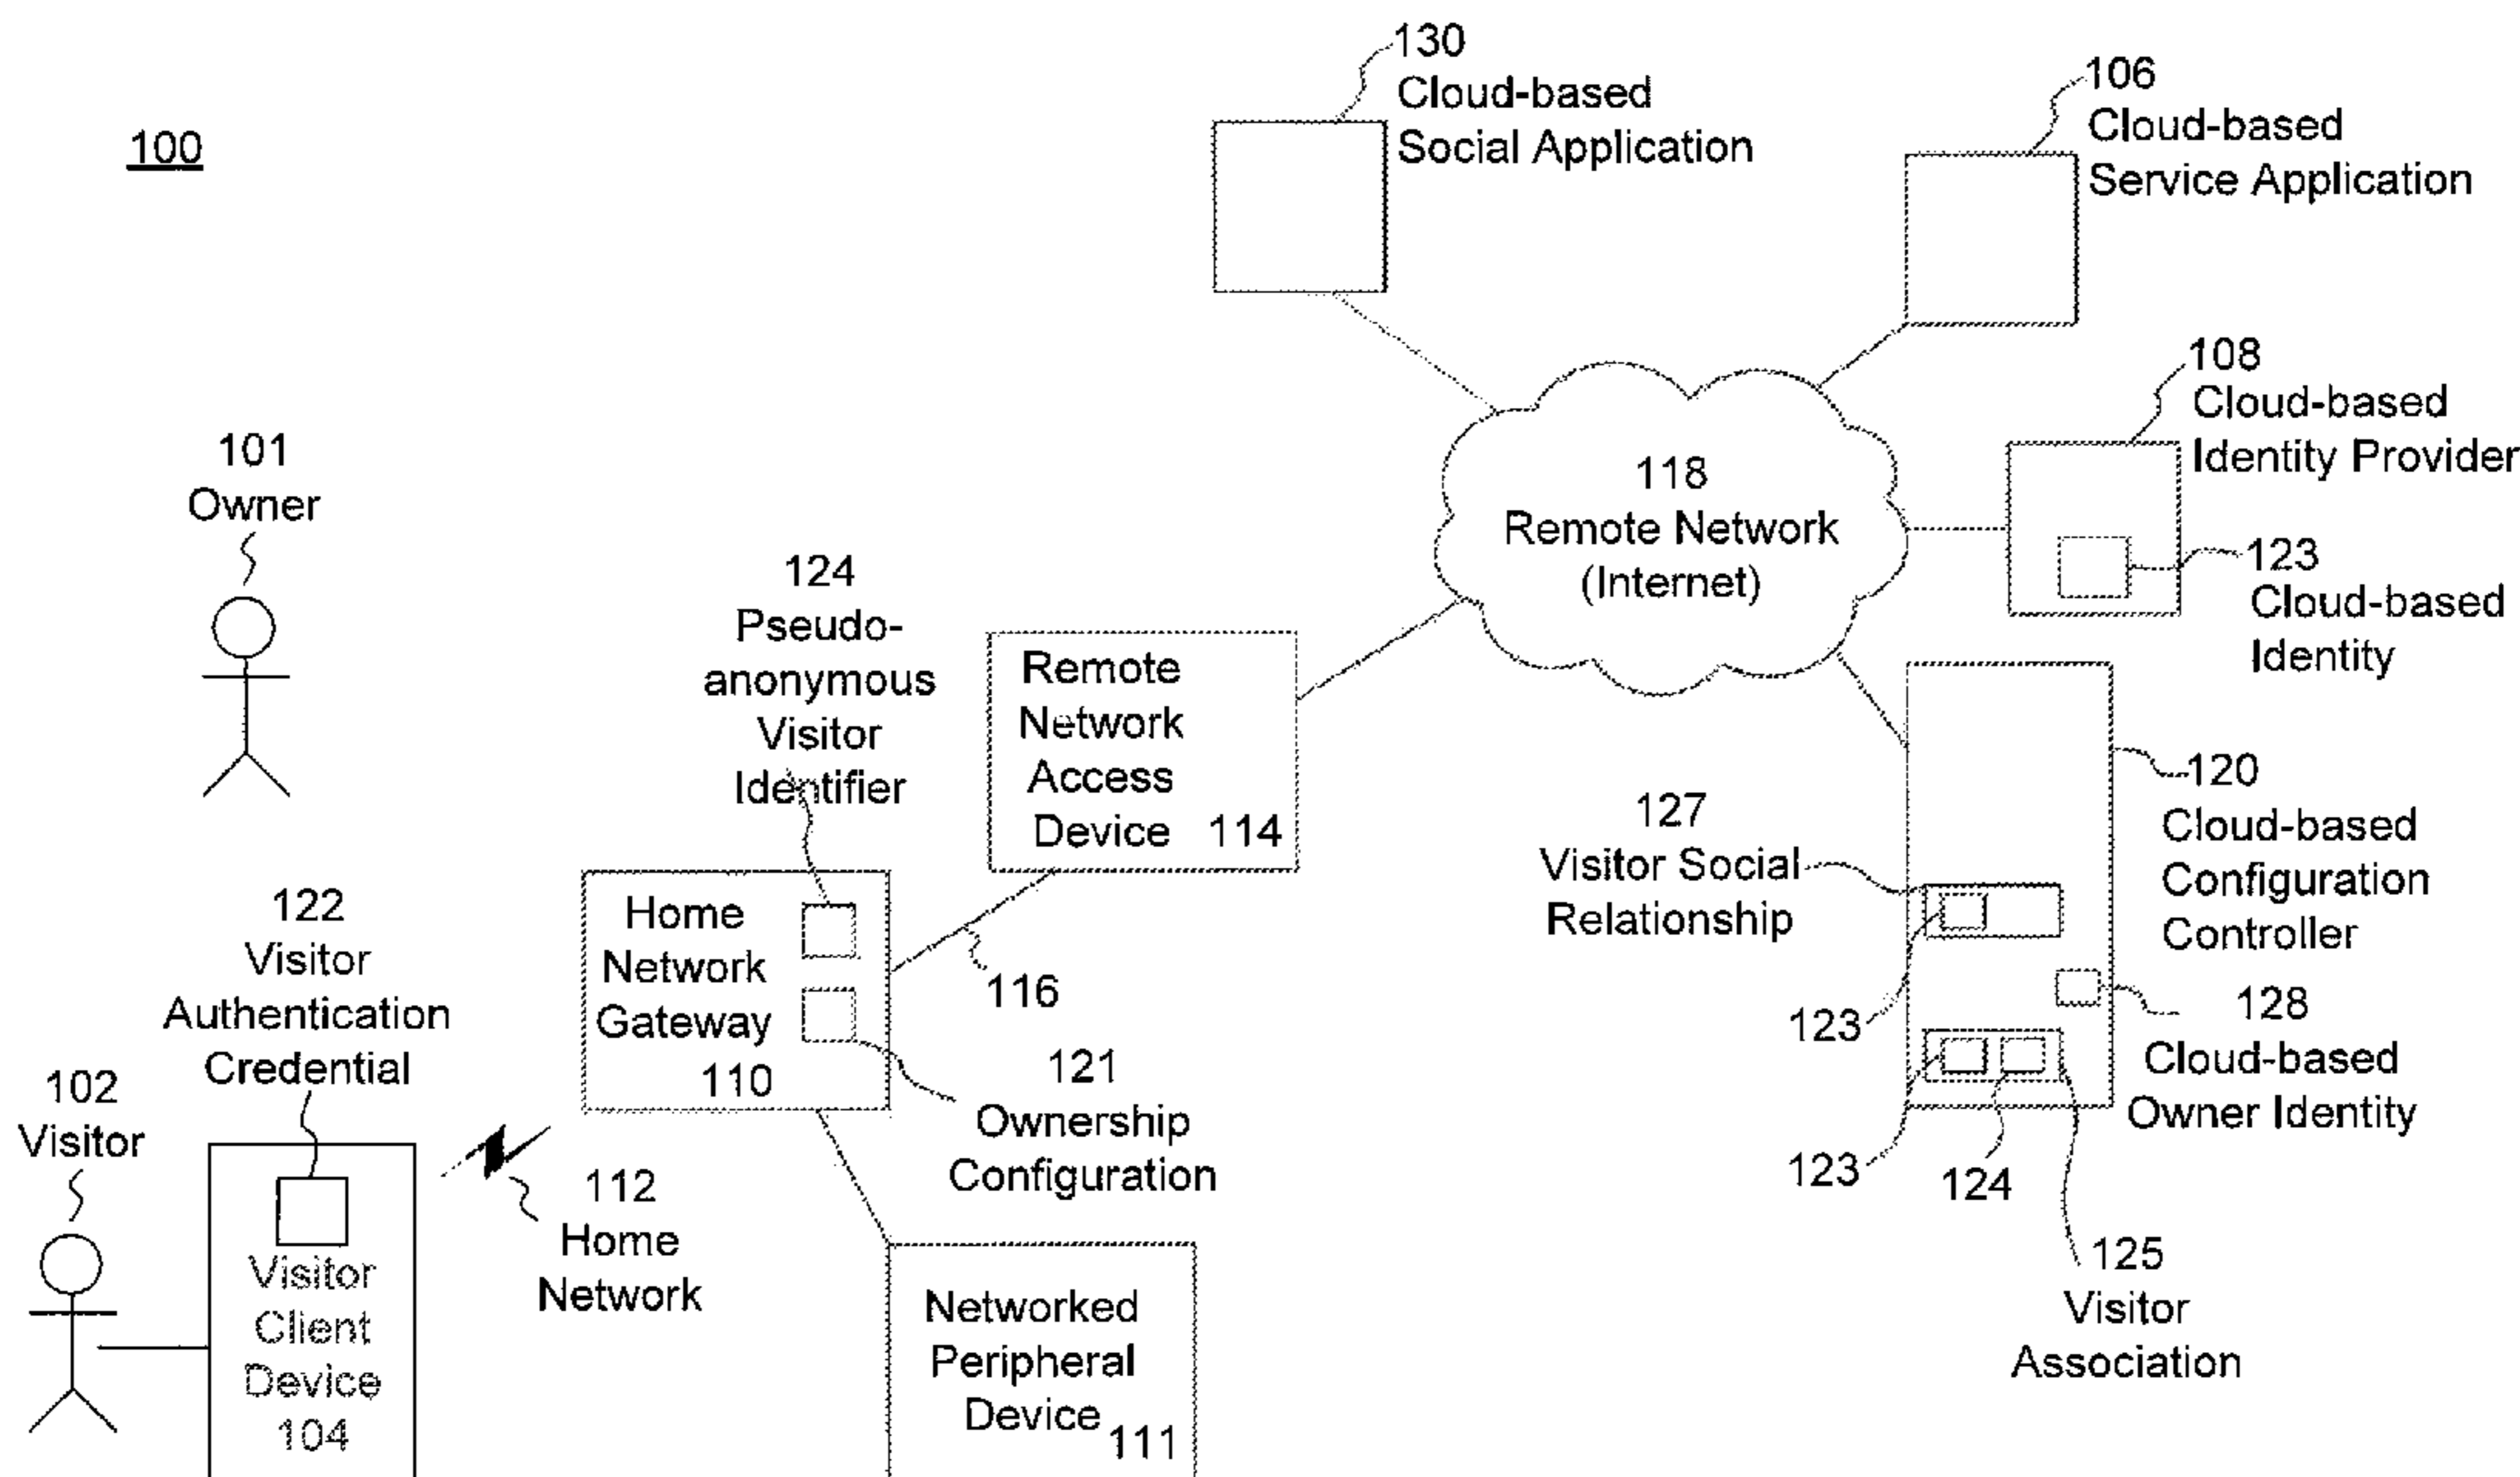 100
130
Cloud-based
Social Application
106
Cloud-based
Service Application
108
Cloud-based
Identity Provider
123
Cloud-based
Identity
118
Remote Network
(Internet)
101
Owner
124
Pseudo-
anonymous
Visitor
Identifier
Remote
Network
Access
Device 114
116
120
Cloud-based
Configuration
Controller
127
Visitor Social
Relationship
123
128
Cloud-based
Owner Identity
123
124
125
Visitor
Association
Home
Network
Gateway
110
121
Ownership
Configuration
122
Visitor
Authentication
Credential
102
Visitor
Visitor
Client
Device
104
112
Home
Network
Networked
Peripheral
Device
111